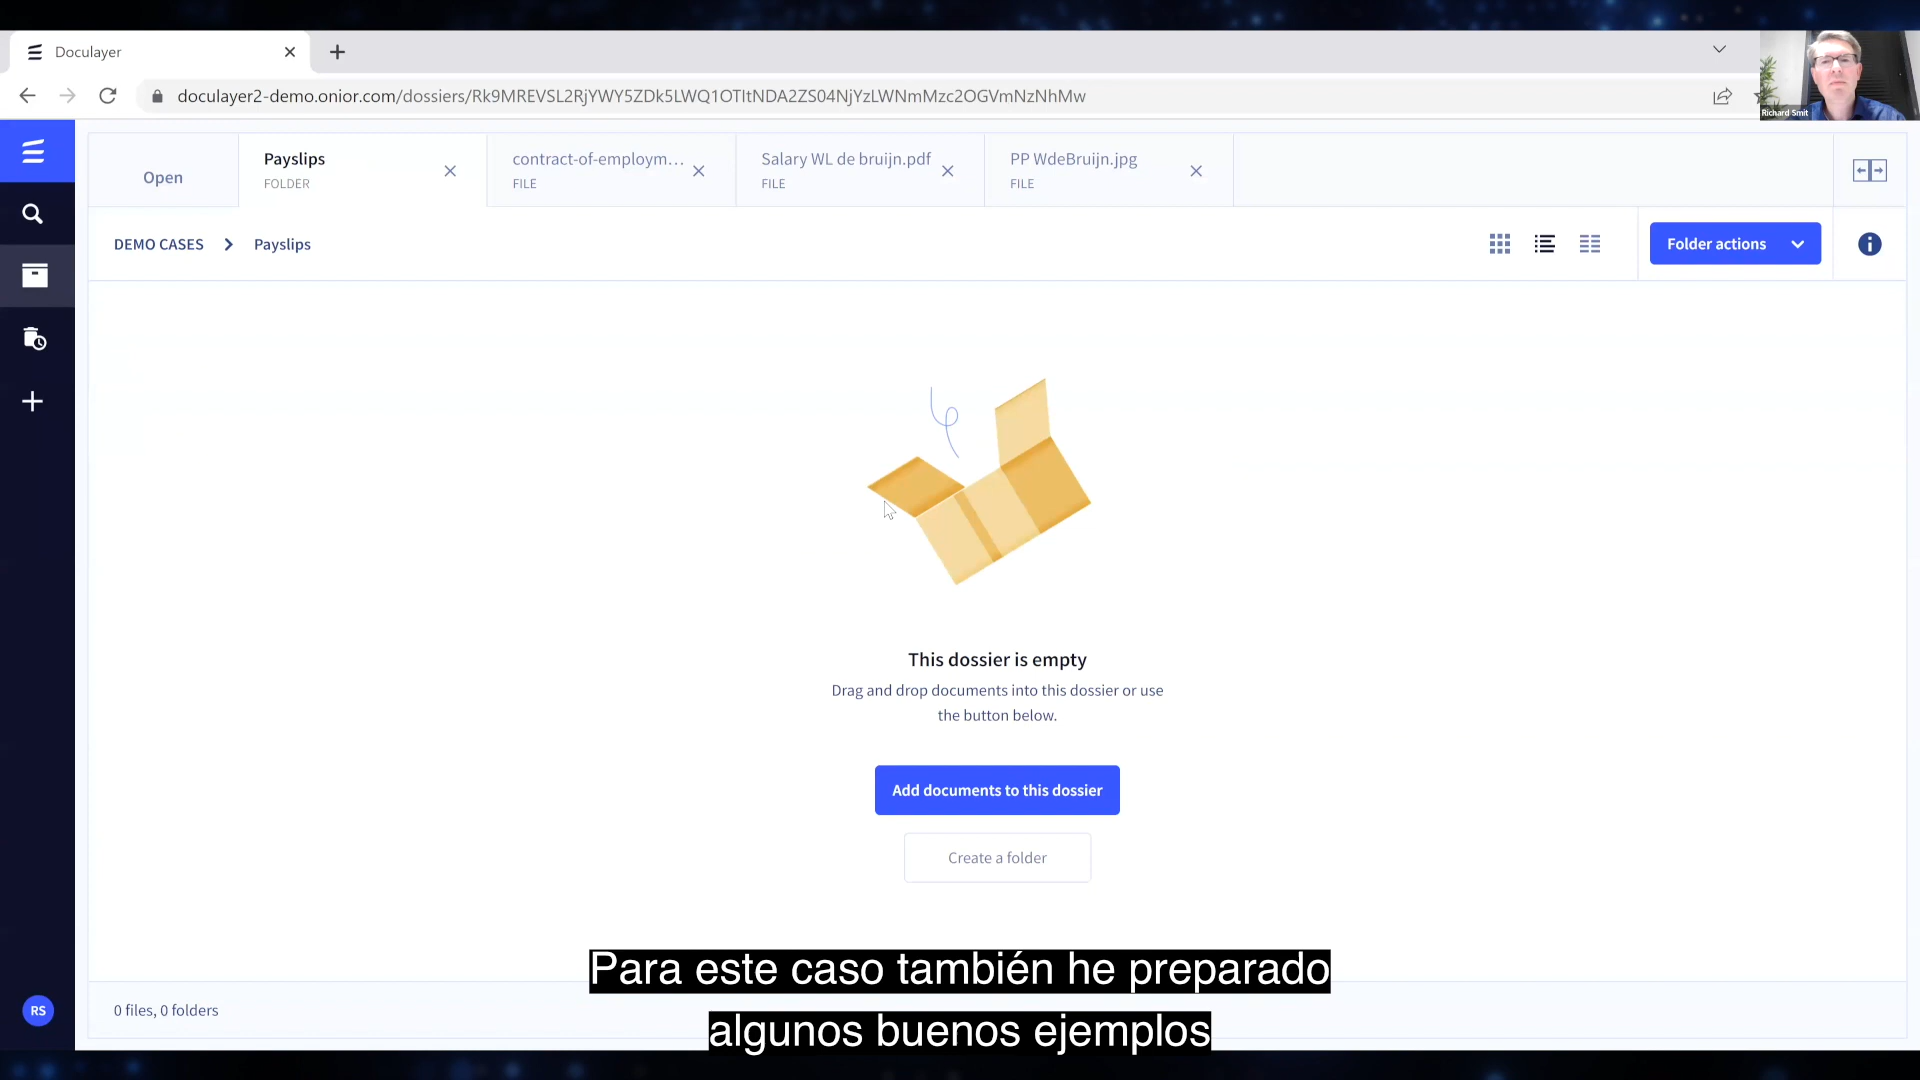 Doculayer
doculayer2-demo.onior.com/dossiers/Rk9MREVSL2RjYWY5ZDk5LWQ1OTItNDA2ZS04NjYzLWNmMzc2OGVmNzNhMw
Richard Smit
Open
Payslips
FOLDER
contract-of-employm...
FILE
Salary WL de bruijn.pdf
FILE
PP WdeBruijn.jpg
FILE
DEMO CASES > Payslips
Folder actions
This dossier is empty
Drag and drop documents into this dossier or use
the button below.
Add documents to this dossier
Create a folder
0 files, 0 folders
RS
Para este caso también he preparado
algunos buenos ejemplos